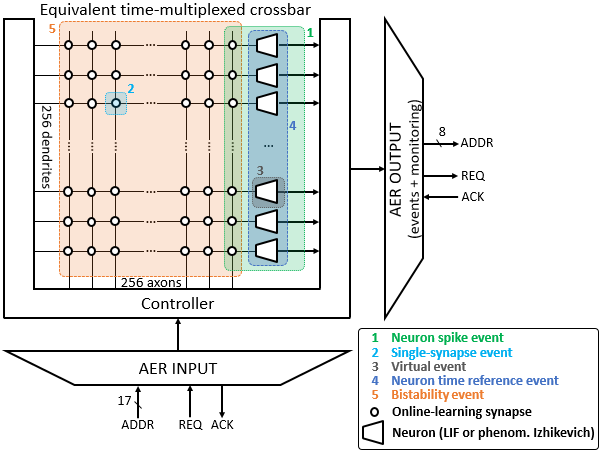 Equivalent time-multiplexed crossbar
5
1
2
256 dendrites
4
3
256 axons
Controller
AER OUTPUT
(events + monitoring)
8
ADDR
REQ
ACK
AER INPUT
17
ADDR
REQ
ACK
1 Neuron spike event
2 Single-synapse event
3 Virtual event
4 Neuron time reference event
5 Bistability event
Online-learning synapse
Neuron (LIF or phenom. Izhikevich)